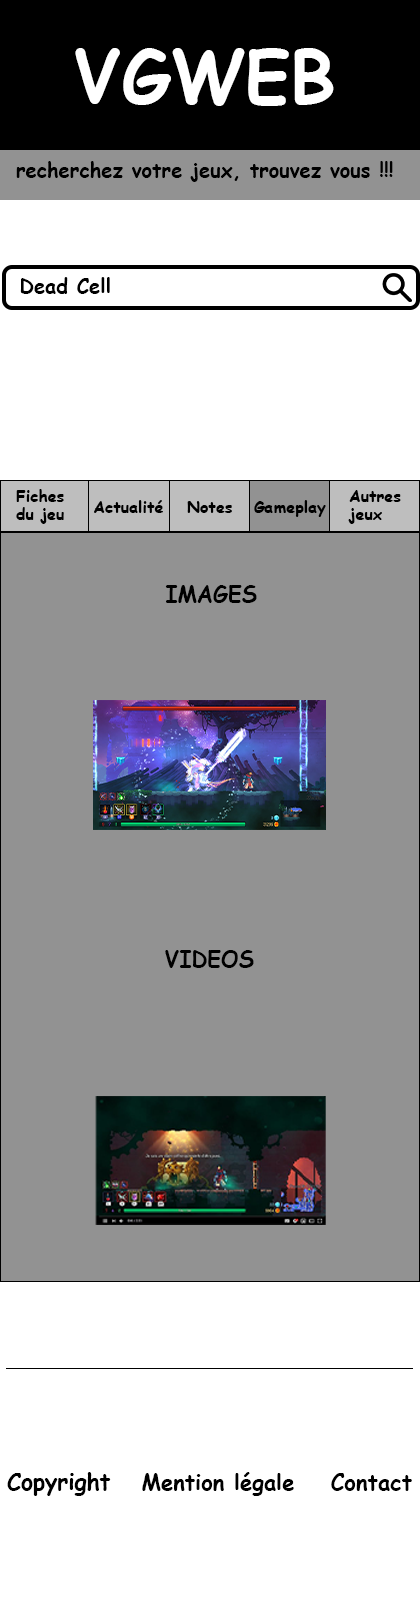 VGWEB
recherchez votre jeux, trouvez vous !!!
Dead Cell
Fiches
du jeu
Actualité
Notes
Gameplay
Autres
jeux
IMAGES
VIDEOS
Copyright
Mention légale
Contact